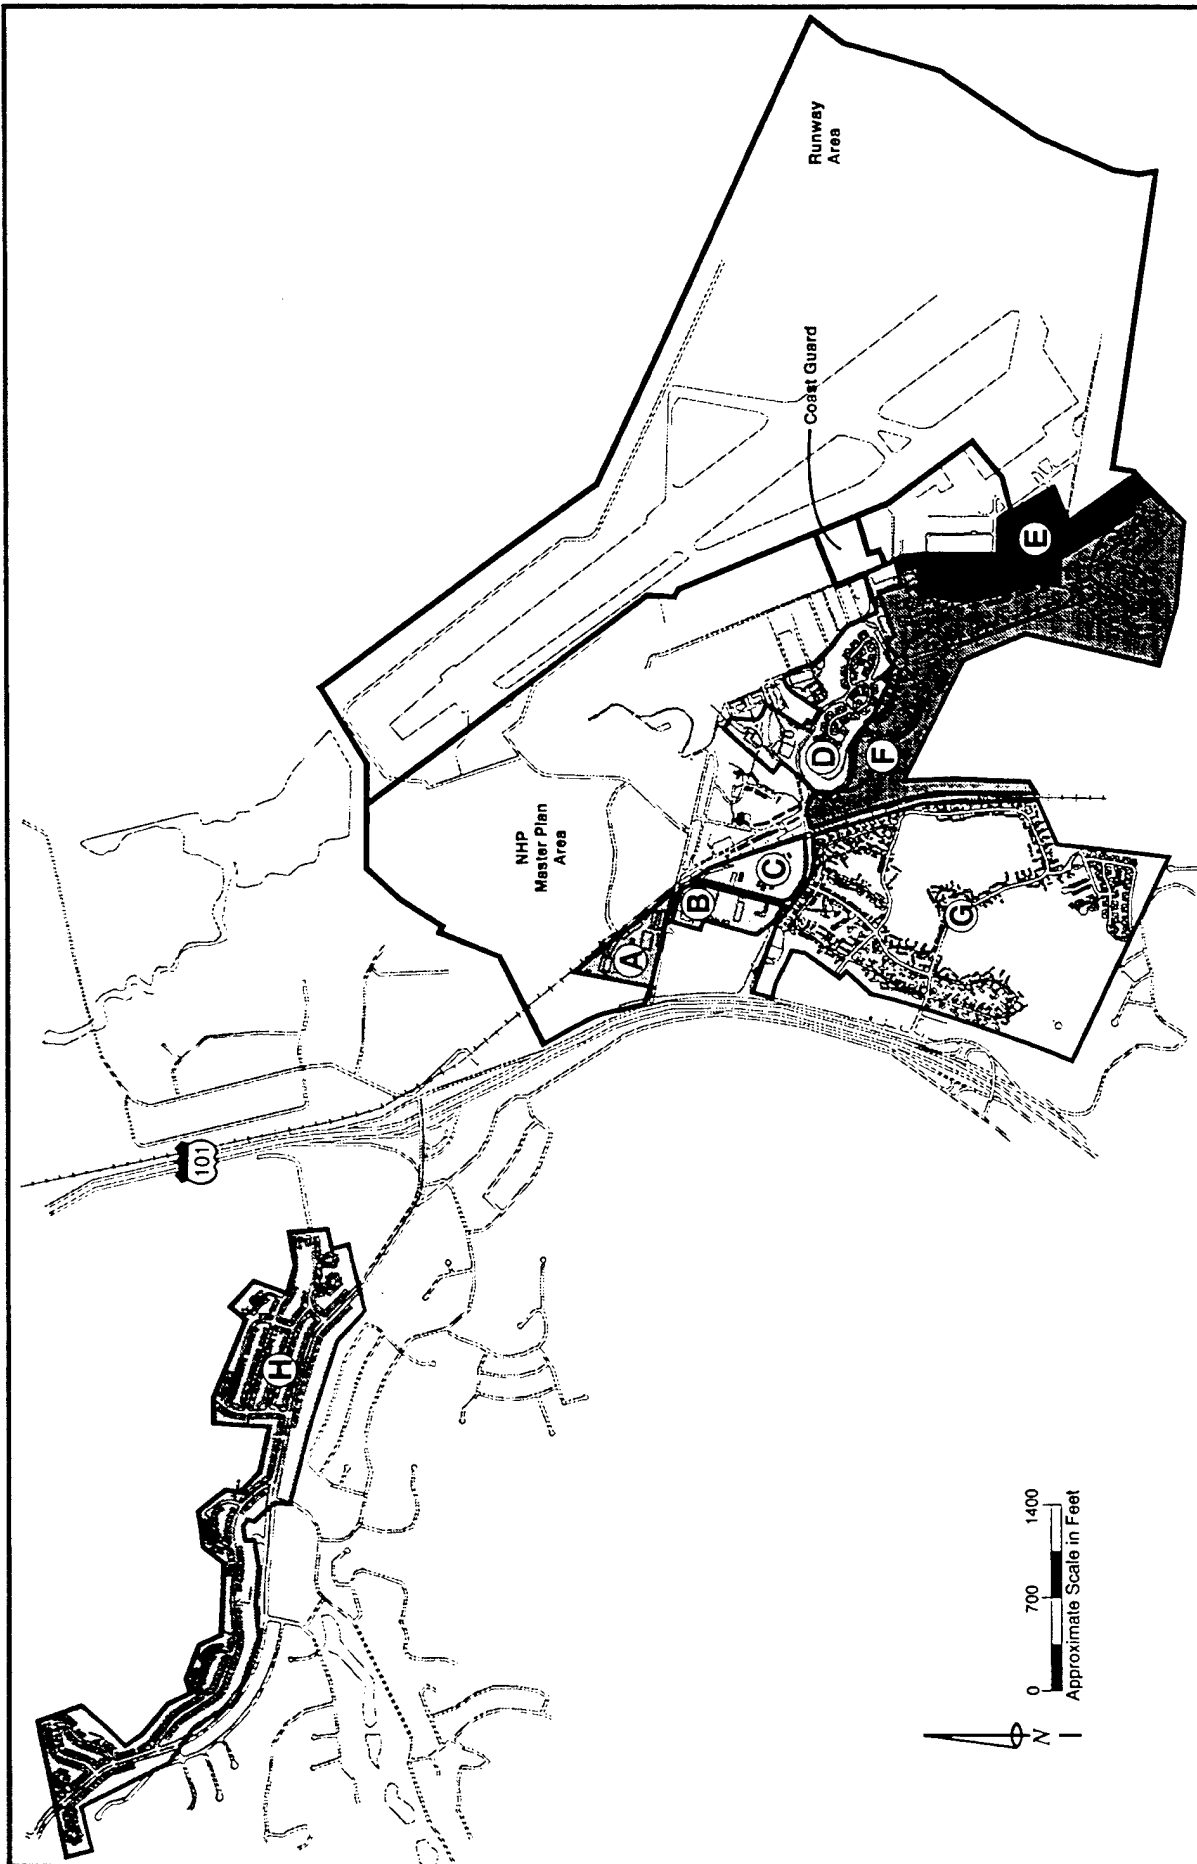 Runway
Area
Coast Guard
NHP
Master Plan
Area
101
A
B
C
D
E
F
G
H
0 700 1400
Approximate Scale in Feet
N